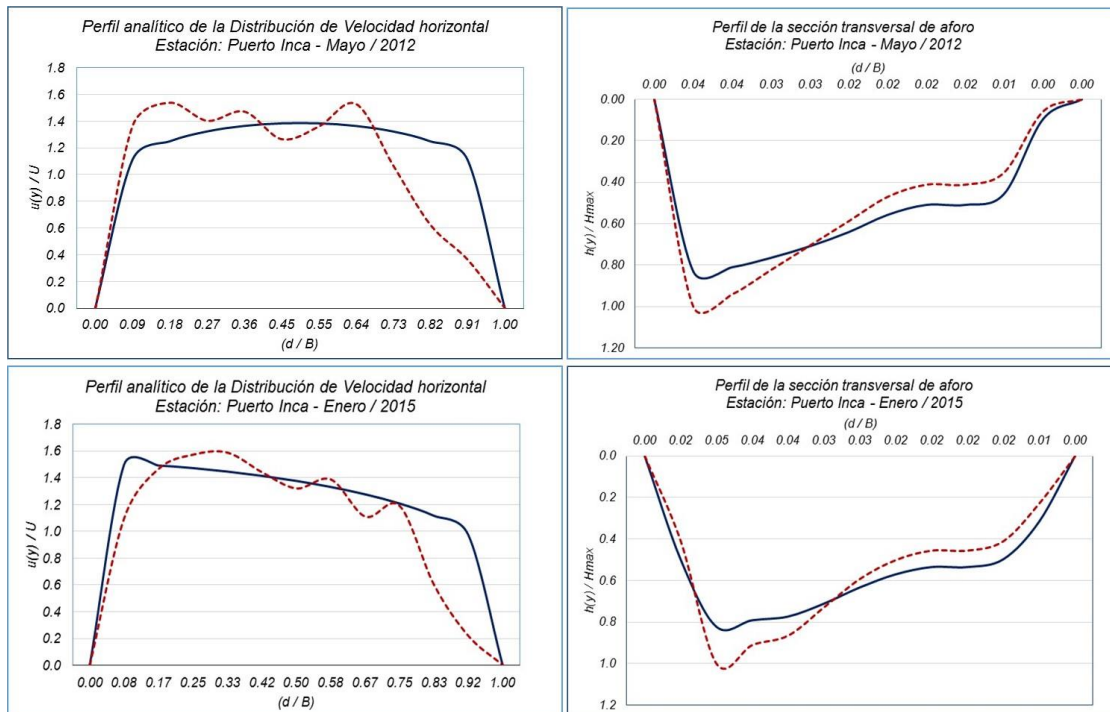 Perfil analítico de la Distribución de Velocidad horizontal
Estación: Puerto Inca - Mayo / 2012
u(y) / U
1.8
1.6
1.4
1.2
1.0
0.8
0.6
0.4
0.2
0.0
0.00 0.09 0.18 0.27 0.36 0.45 0.55 0.64 0.73 0.82 0.91 1.00
(d / B)
Perfil de la sección transversal de aforo
Estación: Puerto Inca - Mayo / 2012
(d / B)
0.00 0.04 0.04 0.03 0.03 0.02 0.02 0.02 0.02 0.01 0.00 0.00
h(y) / Hmax
0.00
0.20
0.40
0.60
0.80
1.00
1.20
Perfil analítico de la Distribución de Velocidad horizontal
Estación: Puerto Inca - Enero / 2015
u(y) / U
1.8
1.6
1.4
1.2
1.0
0.8
0.6
0.4
0.2
0.0
0.00 0.08 0.17 0.25 0.33 0.42 0.50 0.58 0.67 0.75 0.83 0.92 1.00
(d / B)
Perfil de la sección transversal de aforo
Estación: Puerto Inca - Enero / 2015
(d / B)
0.00 0.02 0.05 0.04 0.04 0.03 0.03 0.02 0.02 0.02 0.02 0.01 0.00
h(y) / Hmax
0.0
0.2
0.4
0.6
0.8
1.0
1.2